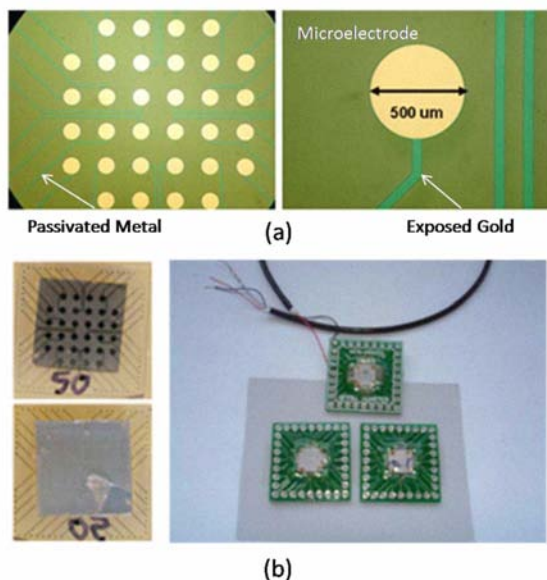 Microelectrode
500 um
Passivated Metal
Exposed Gold
(a)
50
50
(b)